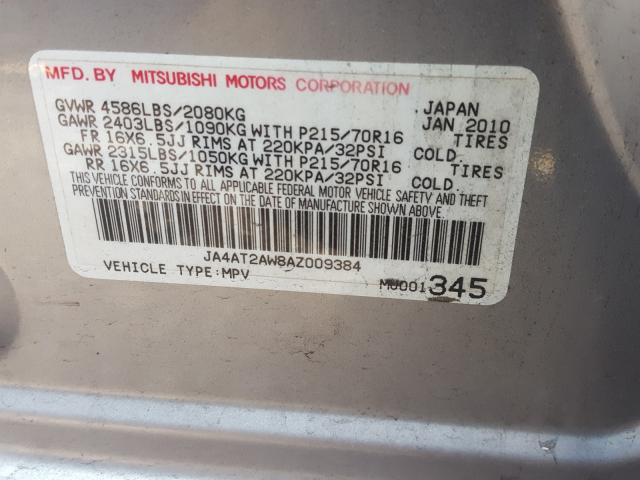 MFD. BY MITSUBISHI MOTORS CORPORATION
GVWR 4586LBS/2080KG JAPAN
GAWR 2403LBS/1090KG WITH P215/70R16 JAN 2010
FR 16X6.5JJ RIMS AT 220KPA/32PSI TIRES
GAWR 2315LBS/1050KG WITH P215/70R16 COLD.
RR 16X6.5JJ RIMS AT 220KPA/32PSI TIRES
COLD.
THIS VEHICLE CONFORMS TO ALL APPLICABLE FEDERAL MOTOR VEHICLE SAFETY AND THEFT
PREVENTION STANDARDS IN EFFECT ON THE DATE OF MANUFACTURE SHOWN ABOVE.
JA4AT2AW8AZ009384
VEHICLE TYPE:MPV MU001345